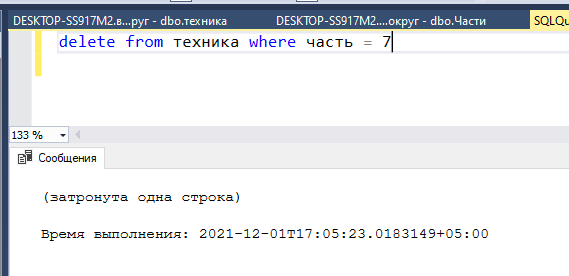 DESKTOP-SS917M2.в...руг - dbo.техника
DESKTOP-SS917M2....округ - dbo.Части
SQLQu
delete from техника where часть = 7
133 %
Сообщения
(затронута одна строка)
Время выполнения: 2021-12-01T17:05:23.0183149+05:00